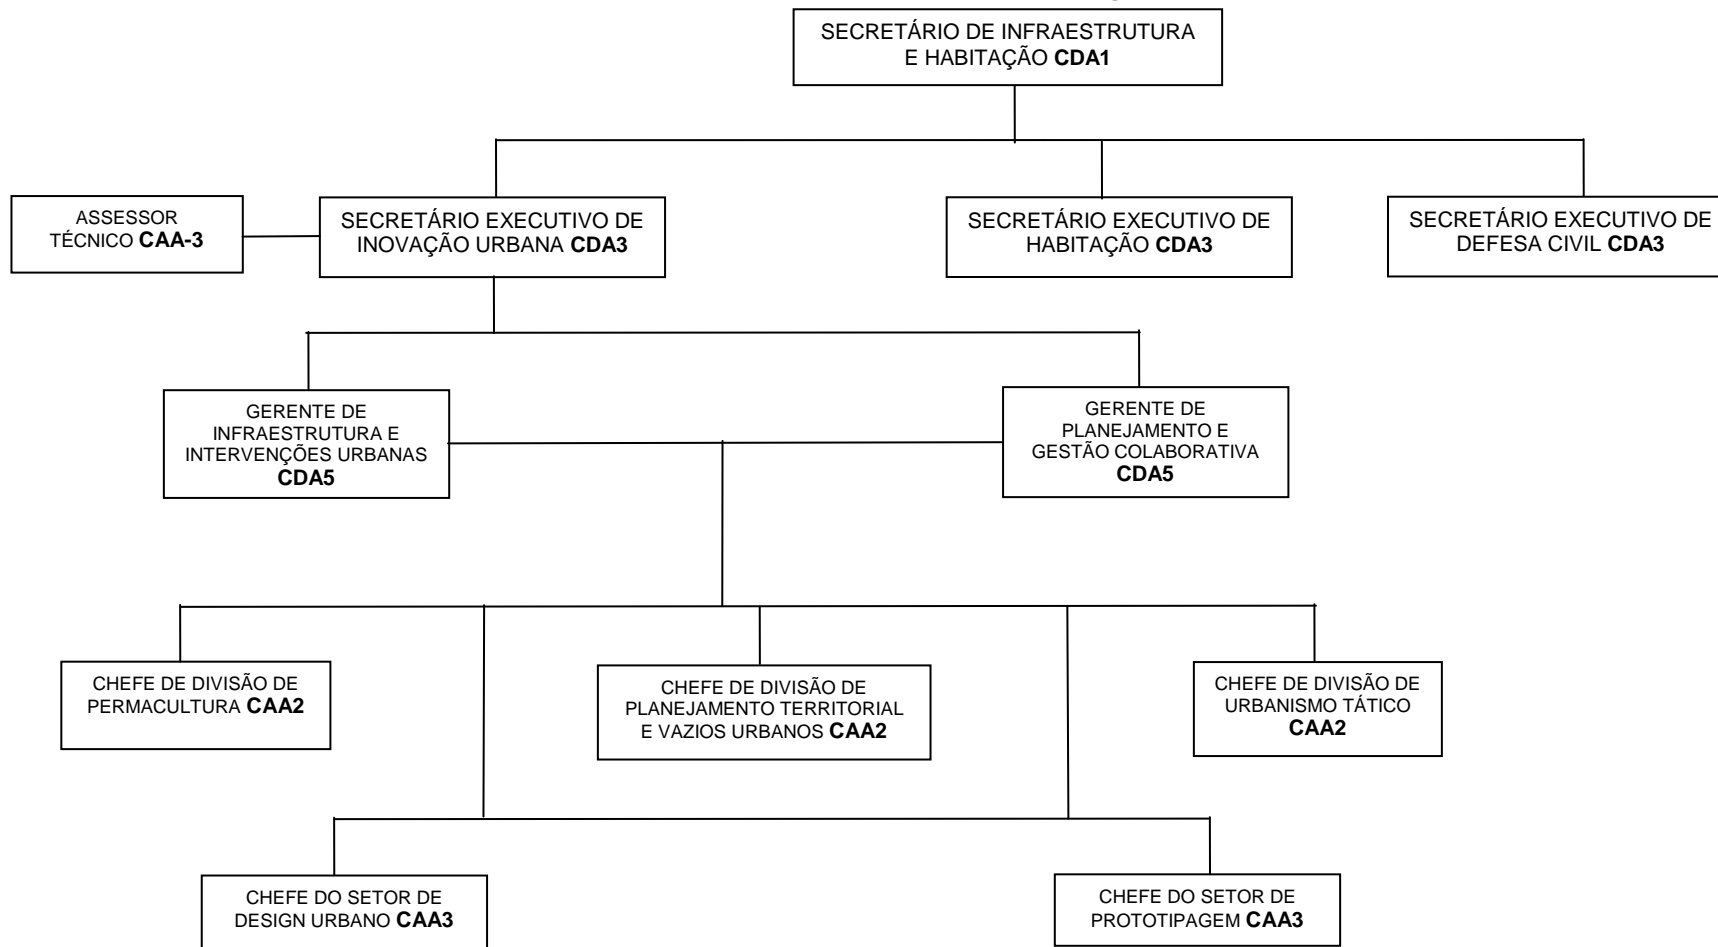 SECRETÁRIO DE INFRAESTRUTURA
E HABITAÇÃO CDA1
ASSESSOR
TÉCNICO CAA-3
SECRETÁRIO EXECUTIVO DE
INOVAÇÃO URBANA CDA3
SECRETÁRIO EXECUTIVO DE
HABITAÇÃO CDA3
SECRETÁRIO EXECUTIVO DE
DEFESA CIVIL CDA3
GERENTE DE
INFRAESTRUTURA E
INTERVENÇÕES URBANAS
CDA5
GERENTE DE
PLANEJAMENTO E
GESTÃO COLABORATIVA
CDA5
CHEFE DE DIVISÃO DE
PERMACULTURA CAA2
CHEFE DE DIVISÃO DE
PLANEJAMENTO TERRITORIAL
E VAZIOS URBANOS CAA2
CHEFE DE DIVISÃO DE
URBANISMO TÁTICO
CAA2
CHEFE DO SETOR DE
DESIGN URBANO CAA3
CHEFE DO SETOR DE
PROTOTIPAGEM CAA3